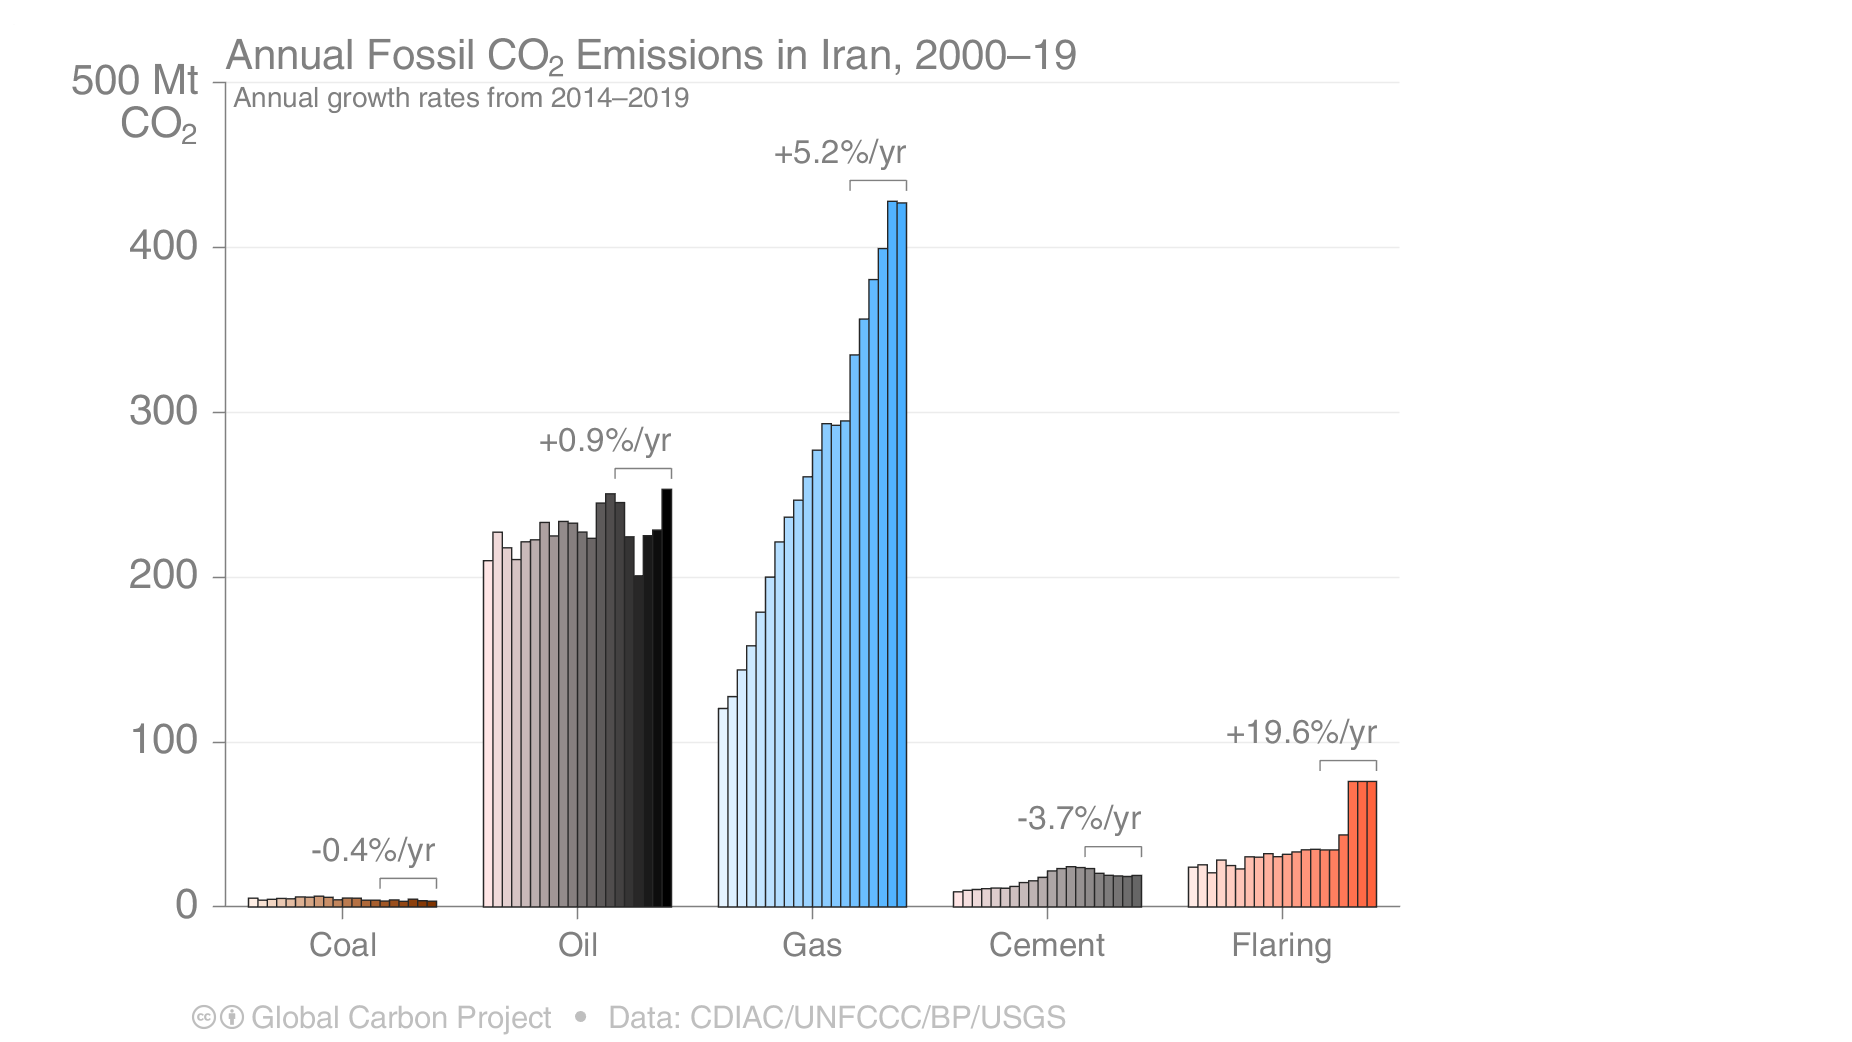 Annual Fossil CO₂ Emissions in Iran, 2000–19
500 Mt
CO₂
Annual growth rates from 2014–2019
+5.2%/yr
400
300
+0.9%/yr
200
100
+19.6%/yr
-3.7%/yr
-0.4%/yr
0
Coal
Oil
Gas
Cement
Flaring
cc Global Carbon Project • Data: CDIAC/UNFCCC/BP/USGS